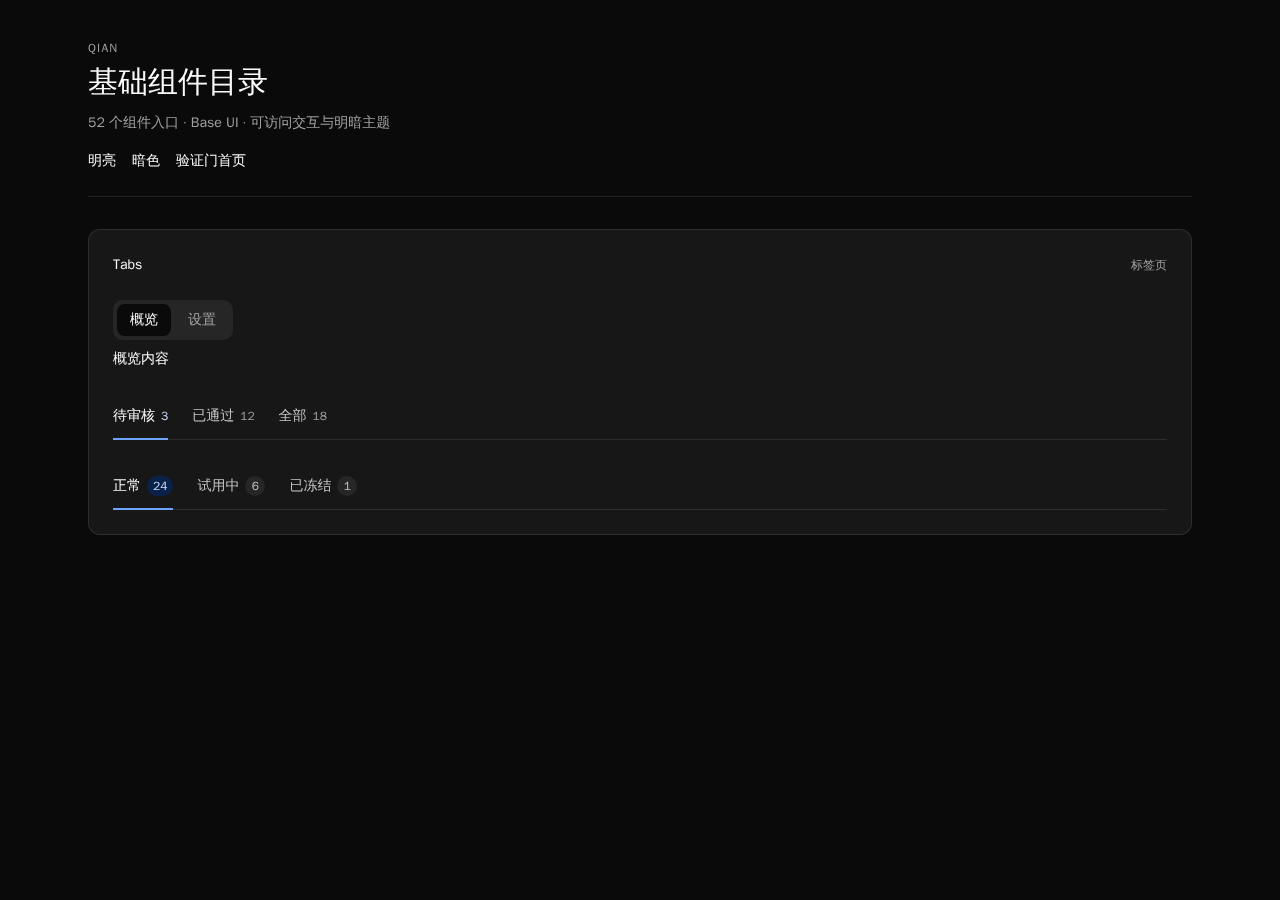 QIAN
基础组件目录
52 个组件入口 · Base UI · 可访问交互与明暗主题
明亮 暗色 验证门首页
Tabs 标签页
概览 设置
概览内容
待审核 3 已通过 12 全部 18
正常 24 试用中 6 已冻结 1